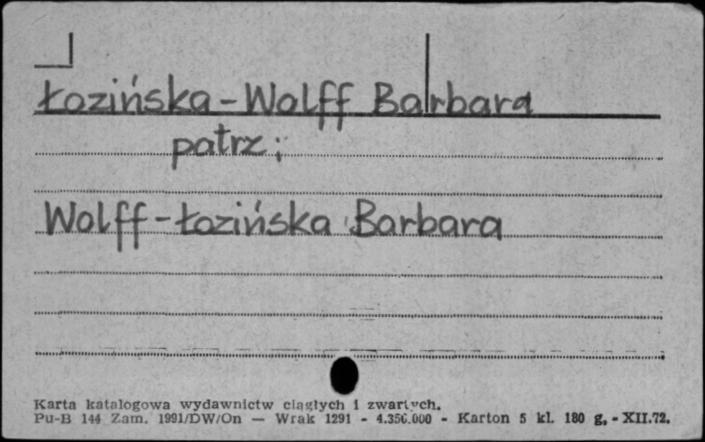 Łozińska-Wolff Barbara
patrz;
Wolff-Łozińska Barbara
Karta katalogowa wydawnictw ciągłych i zwartych.
Pu-B 144 Zam. 1991/DW/On — Wrak 1291 - 4.350.000 - Karton 5 kl. 180 g. - XII.72.